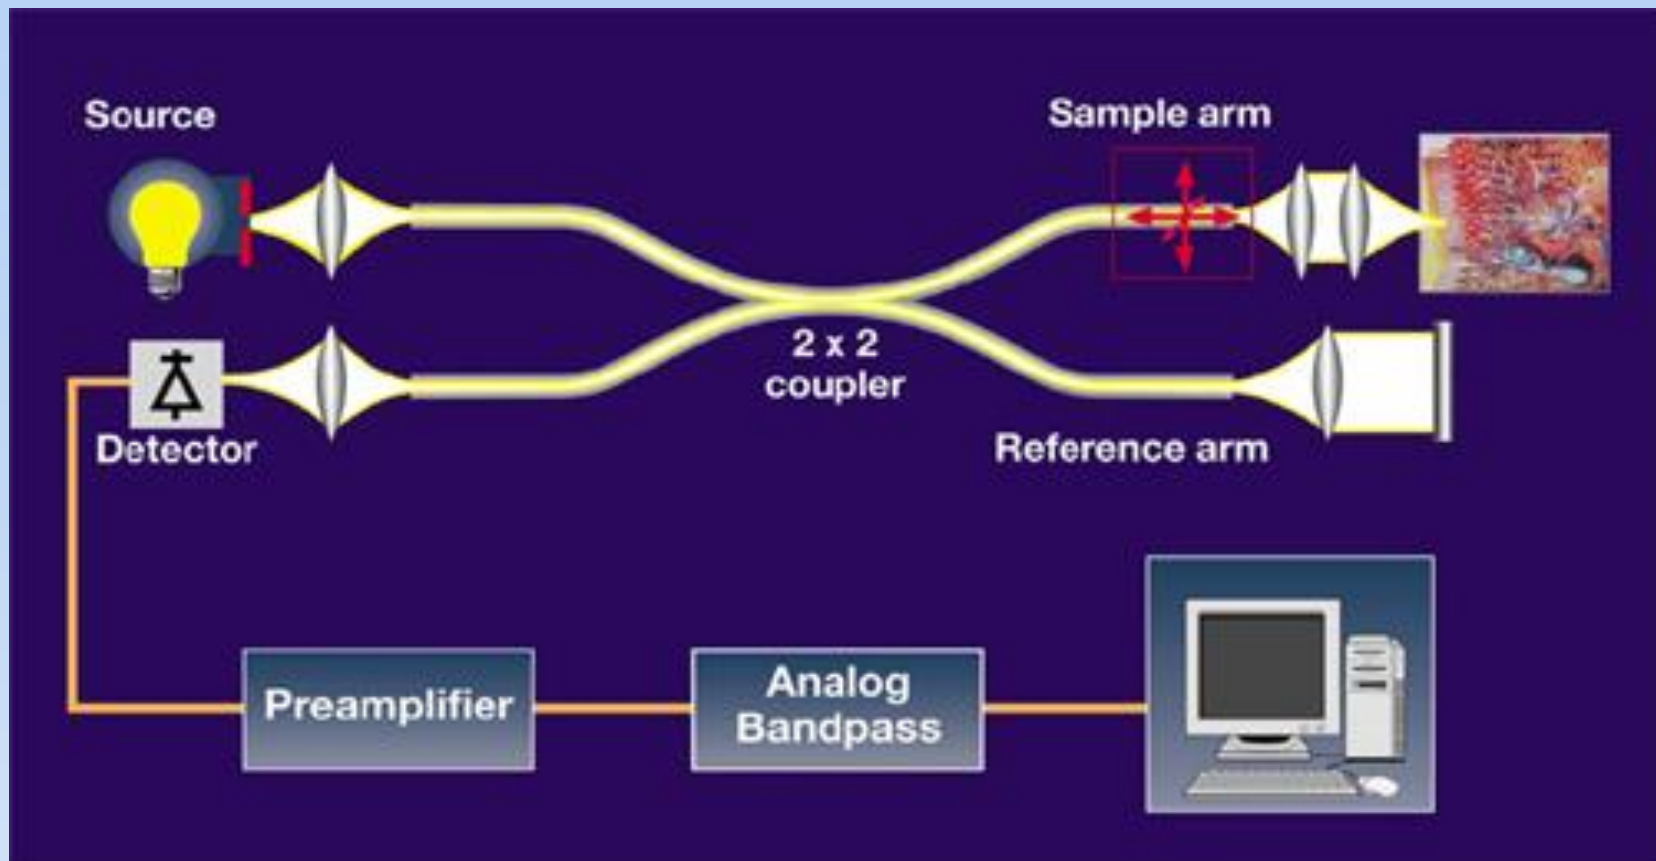 Source
Sample arm
2 x 2
coupler
Detector
Reference arm
Preamplifier
Analog
Bandpass